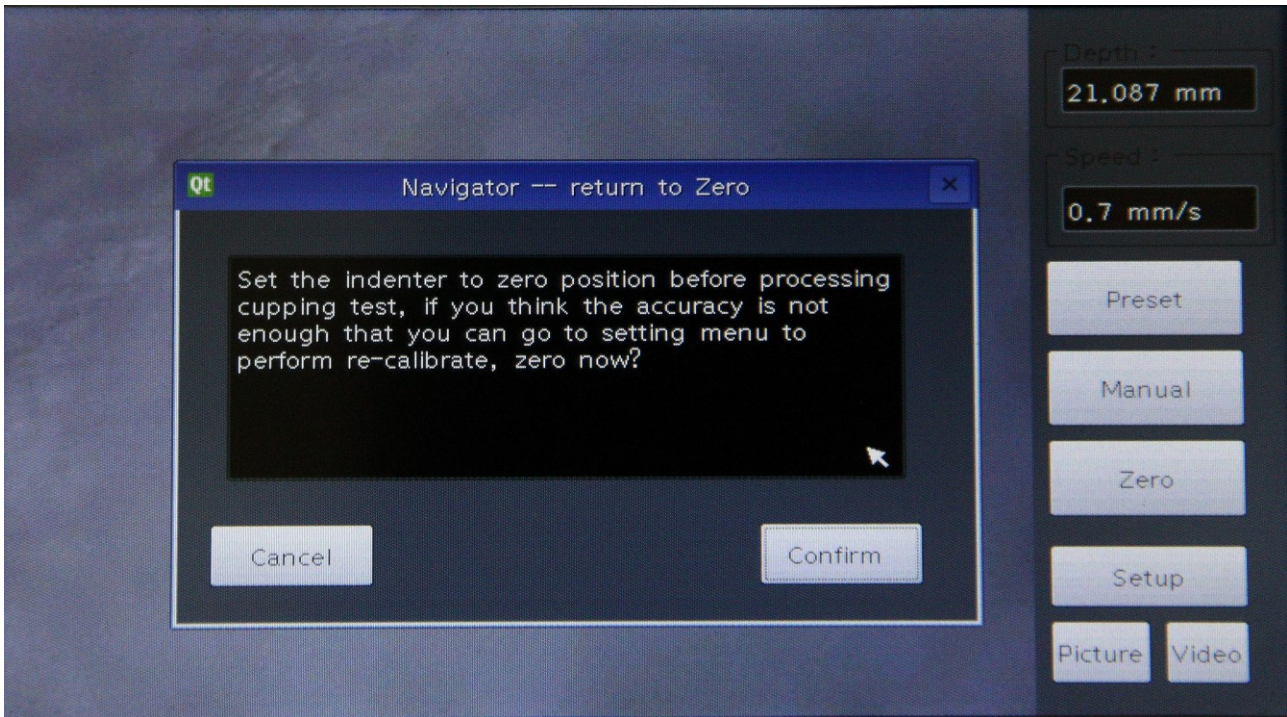 Depth :
21.087 mm
Speed :
0.7 mm/s
Qt
Navigator -- return to Zero
Set the indenter to zero position before processing
cupping test, if you think the accuracy is not
enough that you can go to setting menu to
perform re-calibrate, zero now?
Cancel
Confirm
Preset
Manual
Zero
Setup
Picture
Video